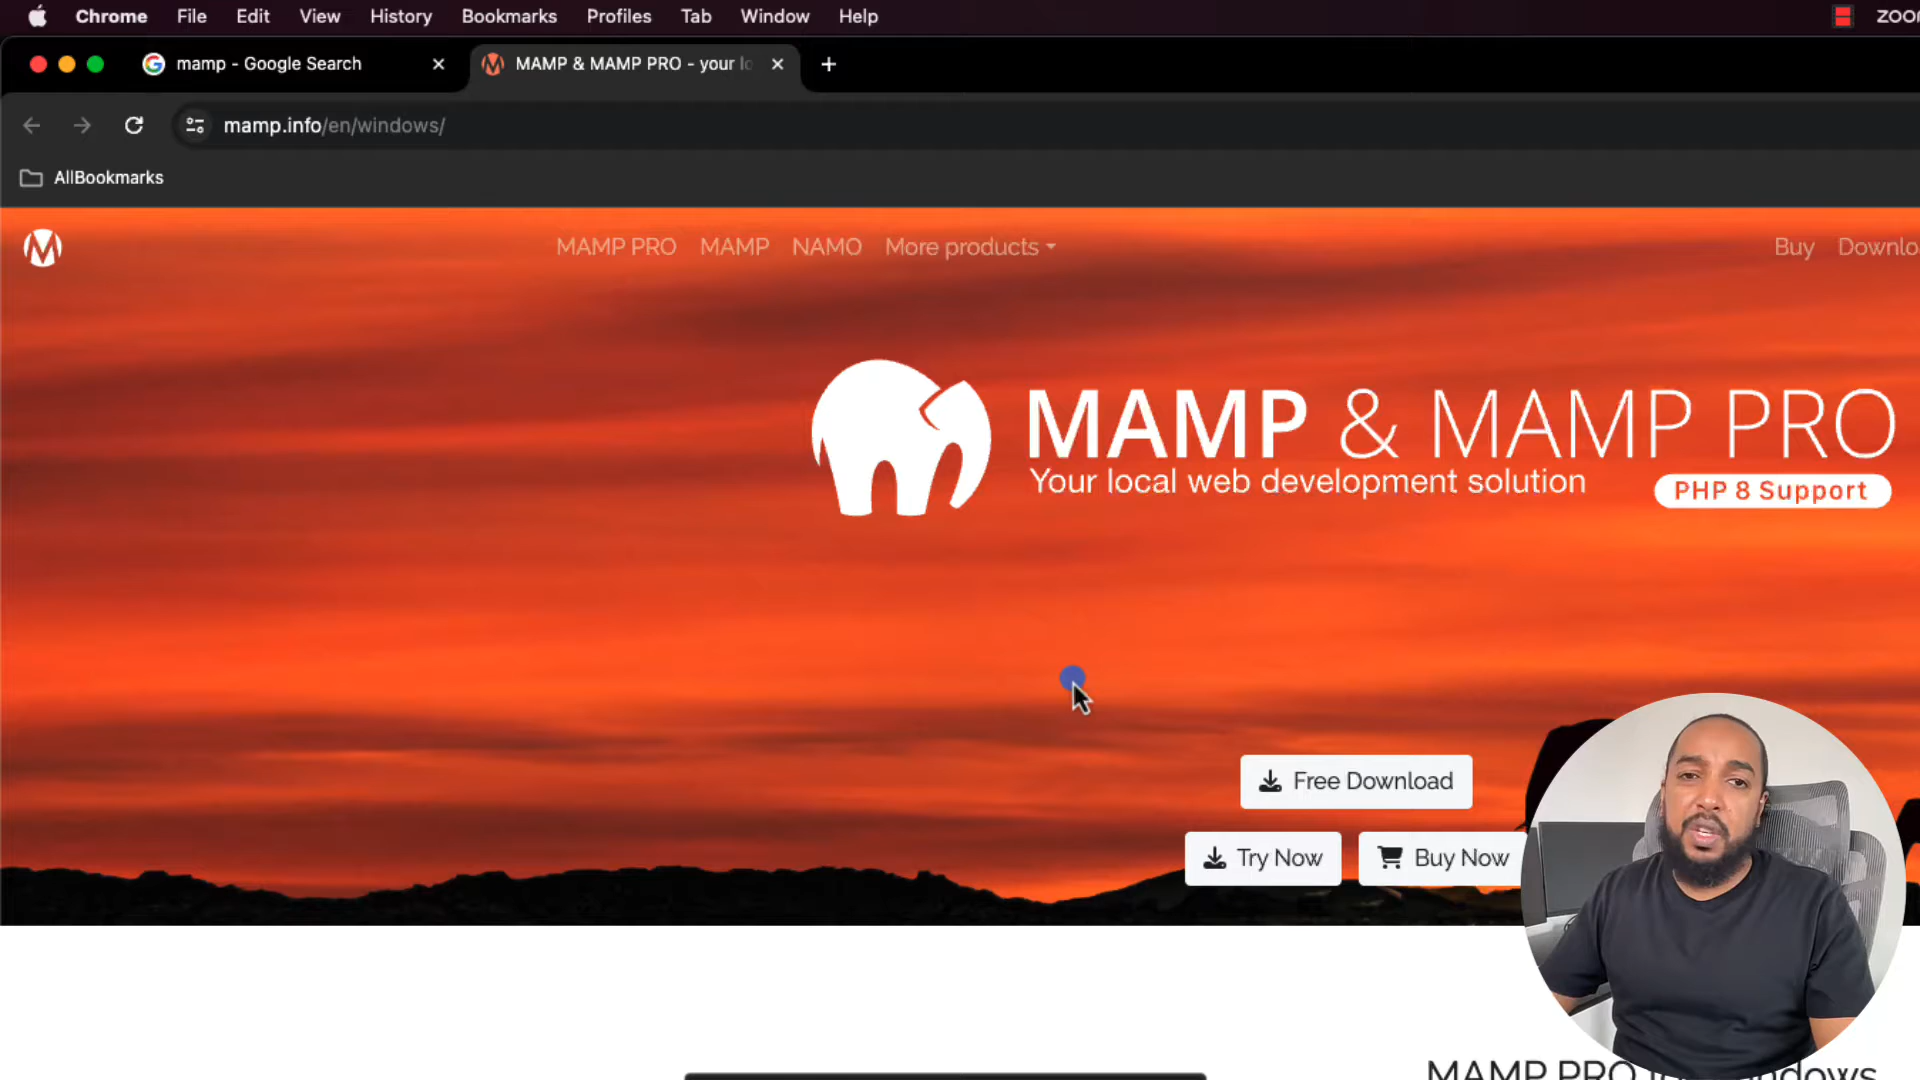 Chrome File Edit View History Bookmarks Profiles Tab Window Help
mamp - Google Search
MAMP & MAMP PRO - your
mamp.info/en/windows/
AllBookmarks
MAMP PRO MAMP NAMO More products Buy
MAMP & MAMP PRO
Your local web development solution
PHP 8 Support
Free Download
Try Now Buy Now
MAMP PRO